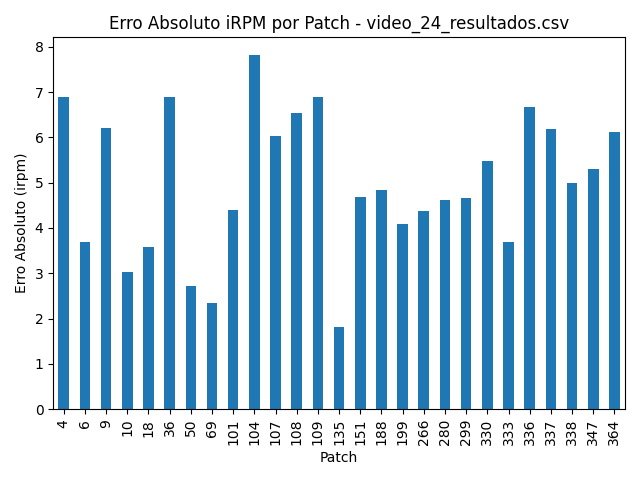 Erro Absoluto iRPM por Patch - video_24_resultados.csv
Erro Absoluto (irpm)
8
7
6
5
4
3
2
1
0
4 6 9 10 18 36 50 69 101 104 107 108 109 135 151 188 199 266 280 299 330 333 336 337 338 347 364
Patch